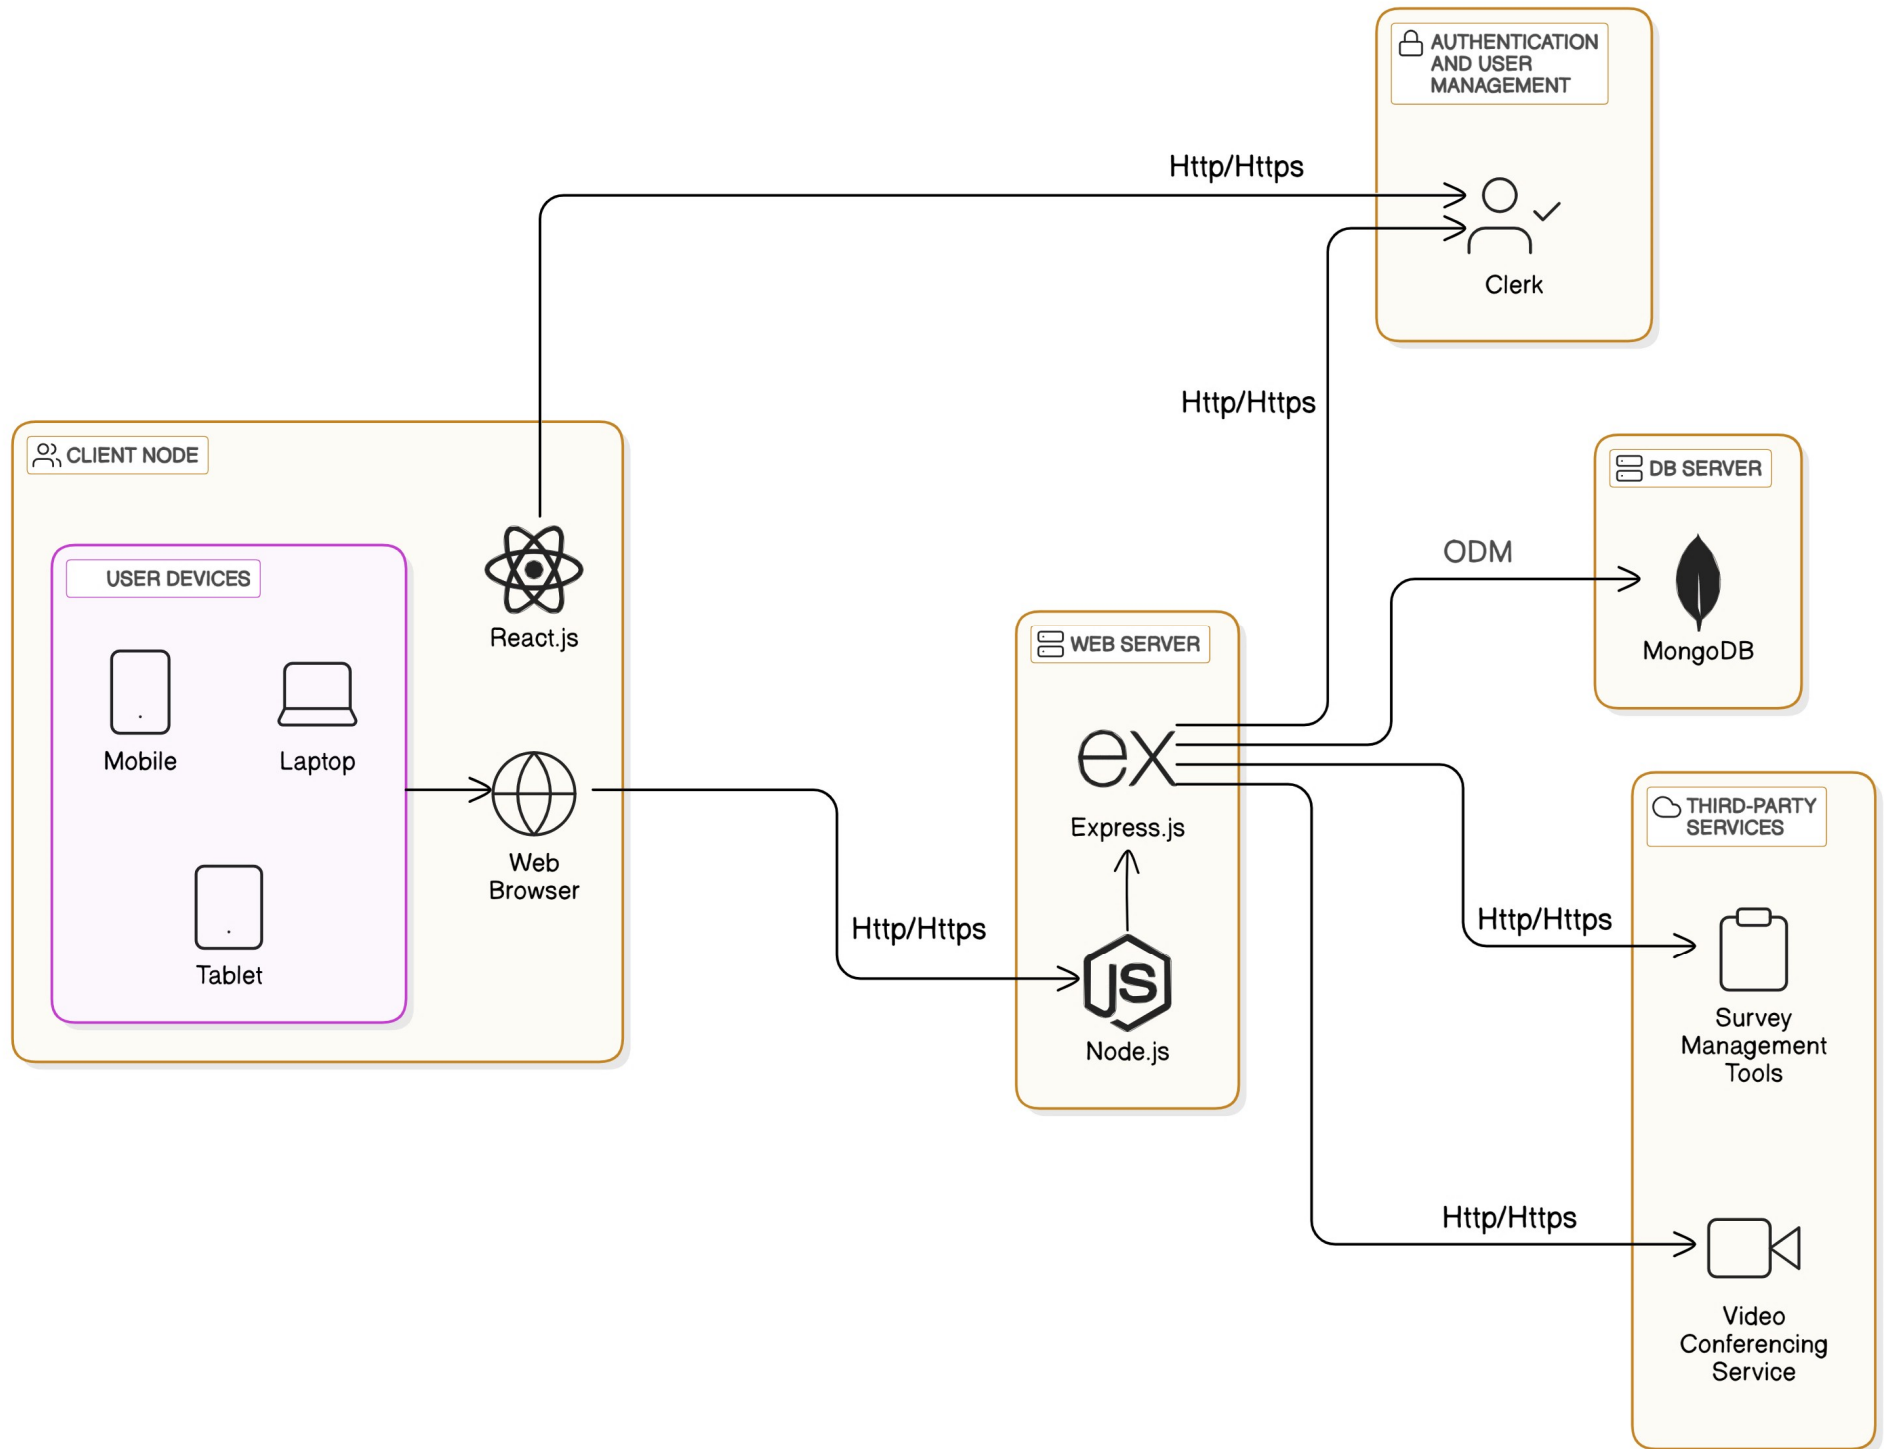 AUTHENTICATION
AND USER
MANAGEMENT
Http/Https
Clerk
Http/Https
CLIENT NODE
DB SERVER
ODM
USER DEVICES
React.js
WEB SERVER
MongoDB
Mobile
Laptop
ex
Express.js
THIRD-PARTY
SERVICES
Web
Browser
Http/Https
Http/Https
Tablet
JS
Node.js
Survey
Management
Tools
Http/Https
Video
Conferencing
Service